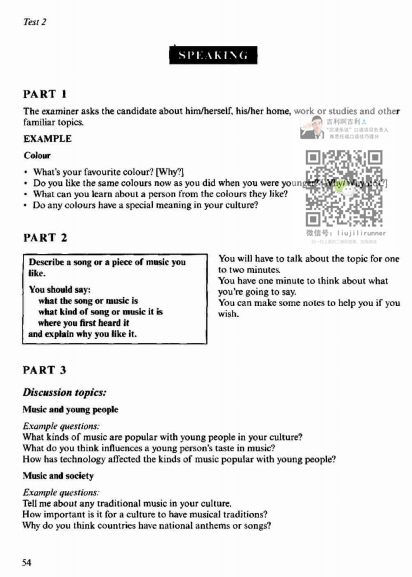 Test 2
SPEAKING
PART 1
The examiner asks the candidate about him/herself, his/her home, work or studies and other
familiar topics.
吉利啊吉利人
EXAMPLE
Colour
• What's your favourite colour? [Why?]
• Do you like the same colours now as you did when you were younger? [Why/Why not?]
• What can you learn about a person from the colours they like?
• Do any colours have a special meaning in your culture?
微信号: liujilirunner
PART 2
Describe a song or a piece of music you
like.
You should say:
what the song or music is
what kind of song or music it is
where you first heard it
and explain why you like it.
You will have to talk about the topic for one
to two minutes.
You have one minute to think about what
you're going to say.
You can make some notes to help you if you
wish.
PART 3
Discussion topics:
Music and young people
Example questions:
What kinds of music are popular with young people in your culture?
What do you think influences a young person's taste in music?
How has technology affected the kinds of music popular with young people?
Music and society
Example questions:
Tell me about any traditional music in your culture.
How important is it for a culture to have musical traditions?
Why do you think countries have national anthems or songs?
54